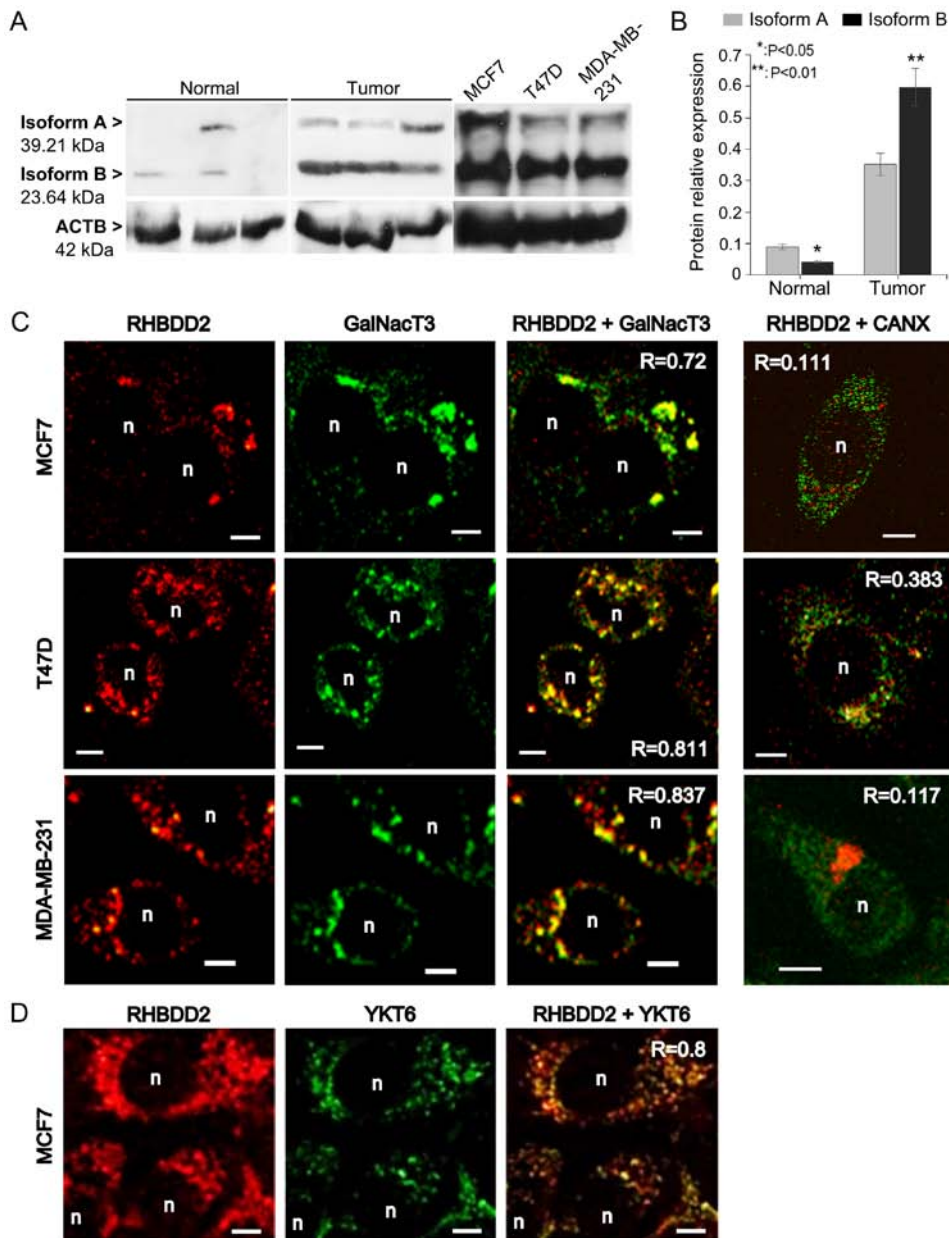 A
Normal
Tumor
MCF7
T47D
MDA-MB-
231
Isoform A >
39.21 kDa
Isoform B >
23.64 kDa
ACTB >
42 kDa
B
Isoform A
Isoform B
*:P<0.05
**:P<0.01
Protein relative expression
0.7
0.6
0.5
0.4
0.3
0.2
0.1
0
*
**
Normal
Tumor
C
RHBDD2
GalNacT3
RHBDD2 + GalNacT3
RHBDD2 + CANX
MCF7
n
n
n
n
R=0.72
n
n
R=0.111
n
T47D
n
n
n
n
n
n
R=0.811
R=0.383
n
MDA-MB-231
n
n
n
n
R=0.837
n
n
R=0.117
n
D
RHBDD2
YKT6
RHBDD2 + YKT6
MCF7
n
n
n
n
n
n
R=0.8
n
n
n